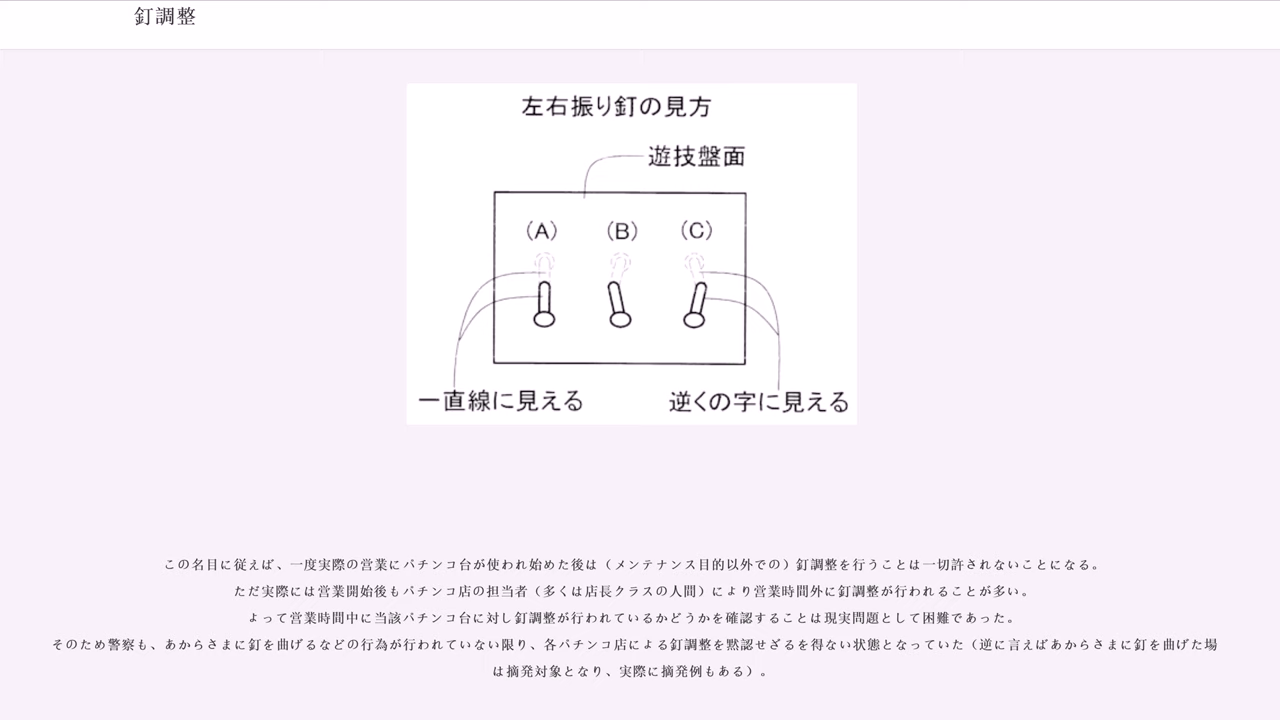 釘調整
左右振り釘の見方
遊技盤面
（A）
（B）
（C）
一直線に見える
逆くの字に見える
この名目に従えば、一度実際の営業にパチンコ台が使われ始めた後は（メンテナンス目的以外での）釘調整を行うことは一切許されないことになる。
ただ実際には営業開始後もパチンコ店の担当者（多くは店長クラスの人間）により営業時間外に釘調整が行われることが多い。
よって営業時間中に当該パチンコ台に対し釘調整が行われているかどうかを確認することは現実問題として困難であった。
そのため警察も、あからさまに釘を曲げるなどの行為が行われていない限り、各パチンコ店による釘調整を黙認せざるを得ない状態となっていた（逆に言えばあからさまに釘を曲げた場
は摘発対象となり、実際に摘発例もある）。